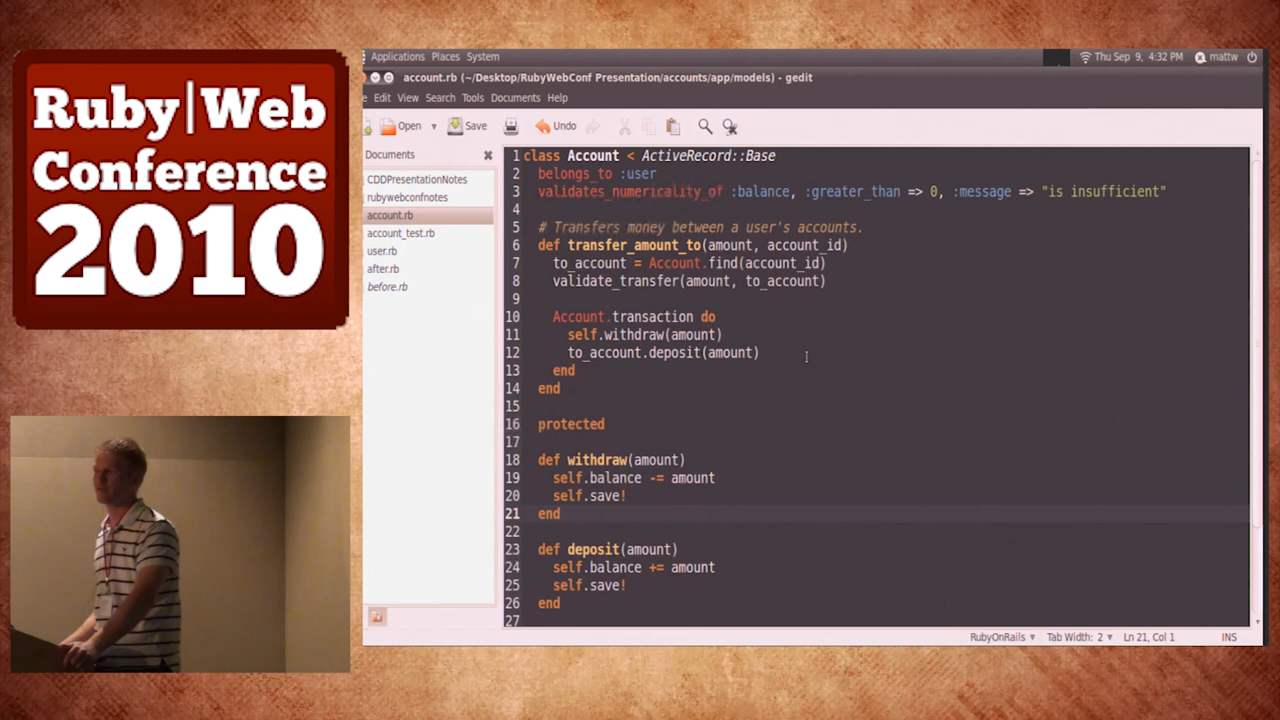 Ruby|Web
Conference
2010
Applications Places System
Thu Sep 9, 4:32 PM mattw
account.rb (~/Desktop/RubyWebConf Presentation/accounts/app/models) - gedit
Edit View Search Tools Documents Help
Open Save Undo
Documents
CDDPresentationNotes
rubywebconfnotes
account.rb
account_test.rb
user.rb
after.rb
before.rb
1 class Account < ActiveRecord::Base
2 belongs_to :user
3 validates_numericality_of :balance, :greater_than => 0, :message => "is insufficient"
4
5 # Transfers money between a user's accounts.
6 def transfer_amount_to(amount, account_id)
7 to_account = Account.find(account_id)
8 validate_transfer(amount, to_account)
9
10 Account.transaction do
11 self.withdraw(amount)
12 to_account.deposit(amount)
13 end
14 end
15
16 protected
17
18 def withdraw(amount)
19 self.balance -= amount
20 self.save!
21 end
22
23 def deposit(amount)
24 self.balance += amount
25 self.save!
26 end
27
RubyOnRails Tab Width: 2 Ln 21, Col 1 INS